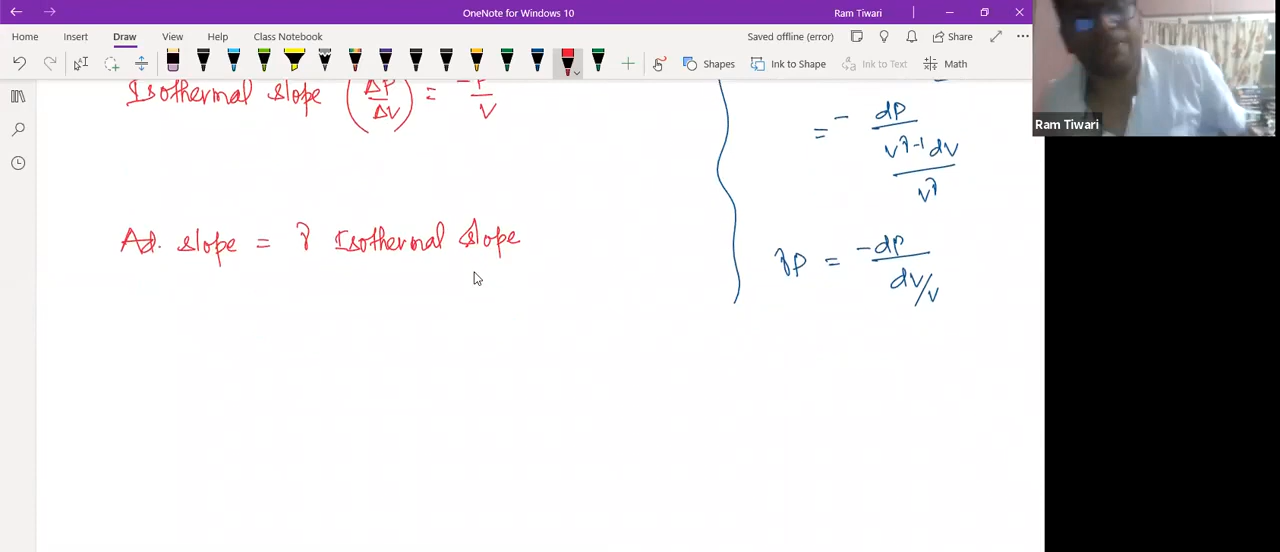 OneNote for Windows 10
Ram Tiwari
Home Insert Draw View Help Class Notebook
Saved offline (error) Share
Shapes Ink to Shape Ink to Text Math
Ram Tiwari
Isothermal slope (ΔP/ΔV) = -P/V
Ad. slope = γ Isothermal slope
= - dP
V^γ-1 dV
V^γ
γP = -dP
dV/V